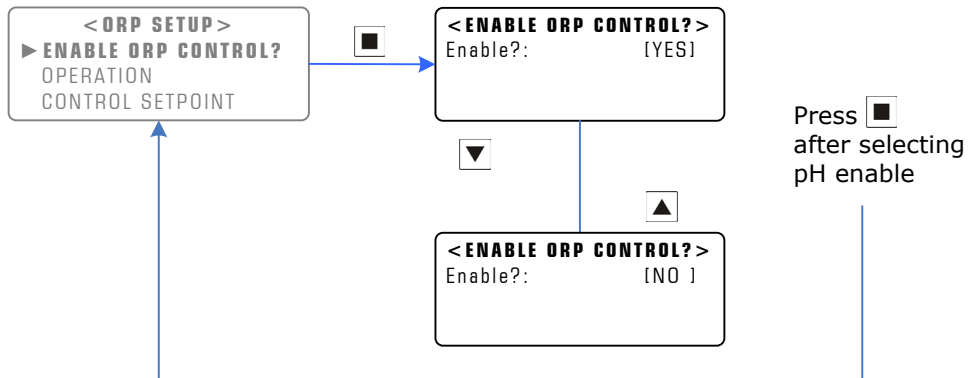 <ORP SETUP>
►ENABLE ORP CONTROL?
OPERATION
CONTROL SETPOINT
<ENABLE ORP CONTROL?>
Enable?: [YES]
Press ■
after selecting
pH enable
<ENABLE ORP CONTROL?>
Enable?: [NO ]